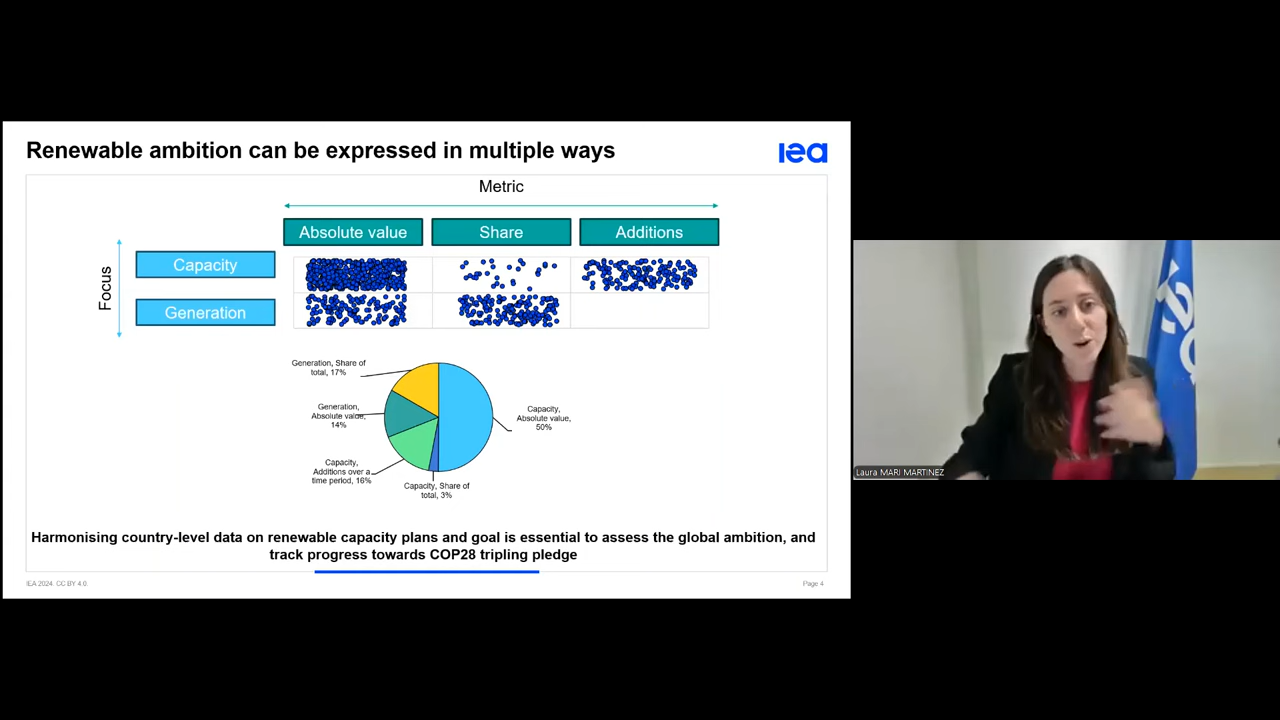 Renewable ambition can be expressed in multiple ways
iea
Metric
Absolute value
Share
Additions
Focus
Capacity
Generation
Generation, Share of
total, 17%
Generation,
Absolute value,
14%
Capacity,
Absolute value,
50%
Capacity,
Additions over a
time period, 16%
Capacity, Share of
total, 3%
Harmonising country-level data on renewable capacity plans and goal is essential to assess the global ambition, and
track progress towards COP28 tripling pledge
IEA 2024. CC BY 4.0.
Page 4
Laura MARI MARTINEZ